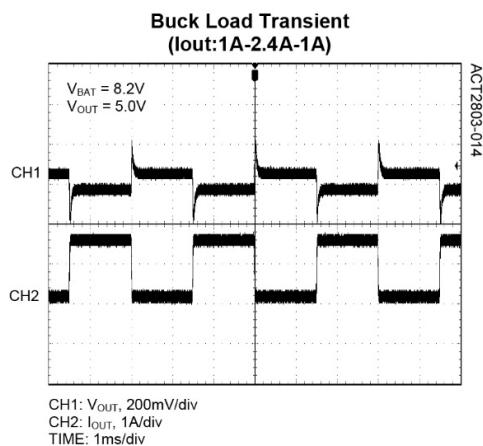 Buck Load Transient
(Iout:1A-2.4A-1A)
VBAT = 8.2V
VOUT = 5.0V
ACT2803-014
CH1
CH2
CH1: VOUT, 200mV/div
CH2: IOUT, 1A/div
TIME: 1ms/div